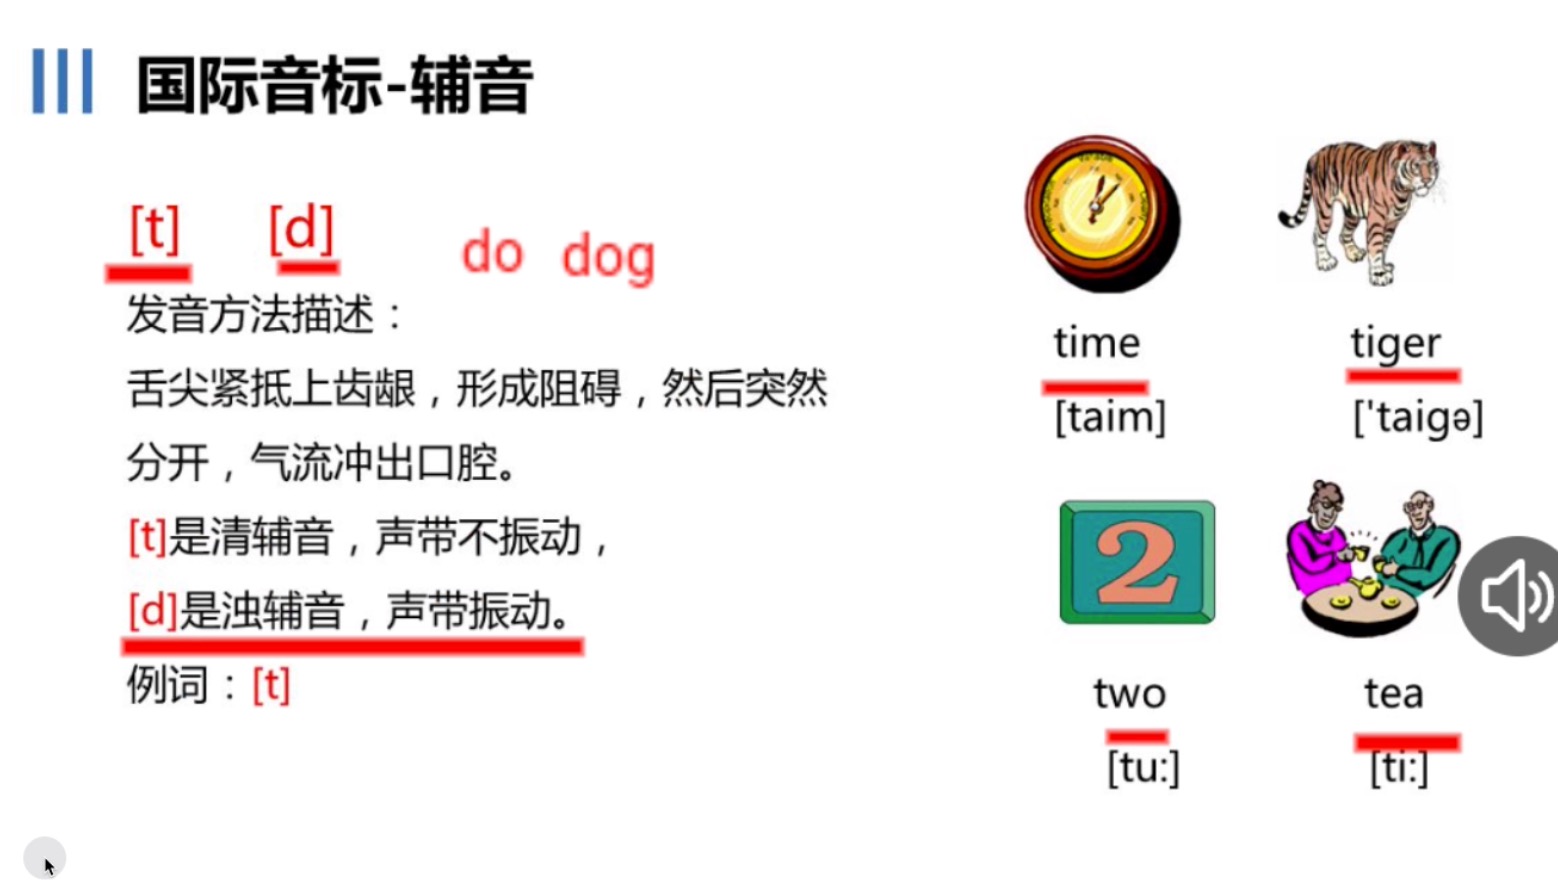 国际音标-辅音
[t] [d] do dog
发音方法描述：
舌尖紧抵上齿龈，形成阻碍，然后突然
分开，气流冲出口腔。
[t]是清辅音，声带不振动，
[d]是浊辅音，声带振动。
例词：[t]
time tiger
[taim] ['taigə]
2
two tea
[tu:] [ti:]